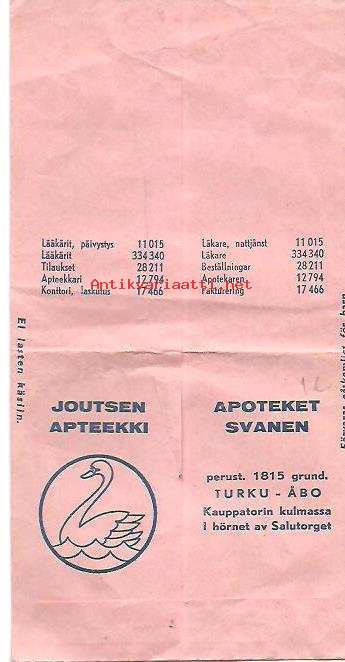 Lääkärit, päivystys 11 015
Lääkärit 334 340
Tilaukset 28 211
Apteekkari 12 794
Konttori, laskutus 17 466
Läkare, nattjänst 11 015
Läkare 334 340
Beställningar 28 211
Apotekaren 12 794
Fakturering 17 466
Antikvariaatti.net
Ei lasten käsiin.
JOUTSEN
APTEEKKI
APOTEKET
SVANEN
perust. 1815 grund.
TURKU - ÅBO
Kauppatorin kulmassa
I hörnet av Salutorget
för barn